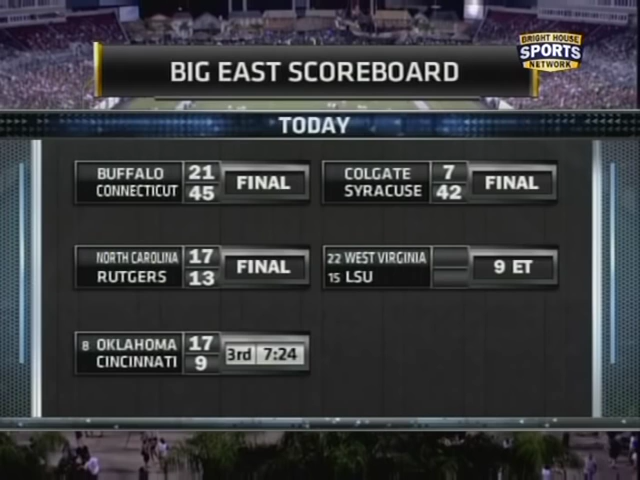 BRIGHT HOUSE
SPORTS
NETWORK
BIG EAST SCOREBOARD
TODAY
BUFFALO 21
CONNECTICUT 45
FINAL
COLGATE 7
SYRACUSE 42
FINAL
NORTH CAROLINA 17
RUTGERS 13
FINAL
22 WEST VIRGINIA
15 LSU
9 ET
8 OKLAHOMA 17
CINCINNATI 9
3rd 7:24